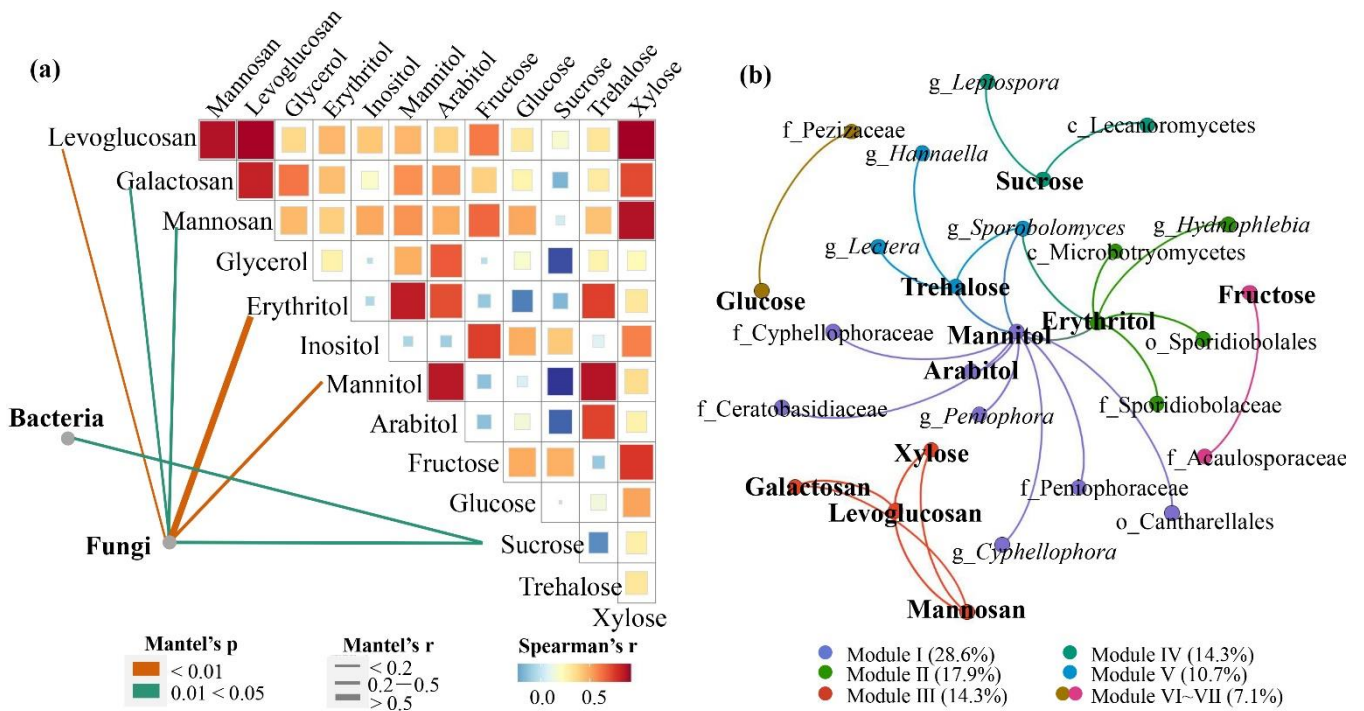 (a)
Mannosan
Levoglucosan
Glycerol
Erythritol
Inositol
Mannitol
Arabitol
Fructose
Glucose
Sucrose
Trehalose
Xylose
Levoglucosan
Galactosan
Mannosan
Glycerol
Erythritol
Inositol
Mannitol
Arabitol
Fructose
Glucose
Sucrose
Trehalose
Xylose
Bacteria
Fungi
Mantel's p
< 0.01
0.01 < 0.05
Mantel's r
< 0.2
0.2—0.5
> 0.5
Spearman's r
0.0 0.5
(b)
g_Leptospora
f_Pezizaceae
c_Lecanoromycetes
g_Hannaella
Sucrose
g_Sporobolomyces
g_Hydnophlebia
g_Lectera
c_Microbotryomycetes
Trehalose
Glucose
Fructose
f_Cyphellophoraceae
Mannitol
Erythritol
o_Sporidiobolales
Arabitol
f_Ceratobasidiaceae
g_Peniophora
f_Sporidiobolaceae
Xylose
f_Acaulosporaceae
Galactosan
f_Peniophoraceae
Levoglucosan
o_Cantharellales
g_Cyphellophora
Mannosan
Module I (28.6%)
Module II (17.9%)
Module III (14.3%)
Module IV (14.3%)
Module V (10.7%)
Module VI~VII (7.1%)